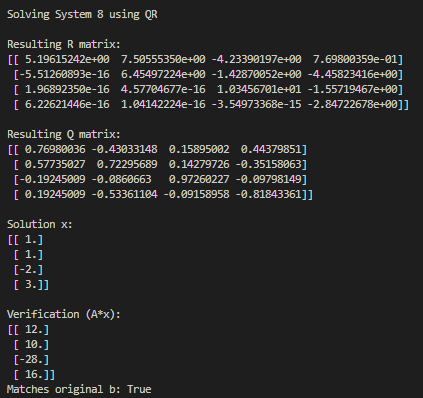 Solving System 8 using QR
Resulting R matrix:
[[ 5.19615242e+00  7.50555350e+00 -4.23390197e+00  7.69800359e-01]
 [-5.51260893e-16  6.45497224e+00 -1.42870052e+00 -4.45823416e+00]
 [ 1.96892350e-16  4.57704677e-16  1.03456701e+01 -1.55719467e+00]
 [ 6.22621446e-16  1.04142224e-16 -3.54973368e-15 -2.84722678e+00]]
Resulting Q matrix:
[[ 0.76980036 -0.43033148  0.15895002  0.44379851]
 [ 0.57735027  0.72295689  0.14279726 -0.35158063]
 [-0.19245009 -0.0860663   0.97260227 -0.09798149]
 [ 0.19245009 -0.53361104 -0.09158958 -0.81843361]]
Solution x:
[[ 1.]
 [ 1.]
 [-2.]
 [ 3.]]
Verification (A*x):
[[ 12.]
 [ 10.]
 [-28.]
 [ 16.]]
Matches original b: True